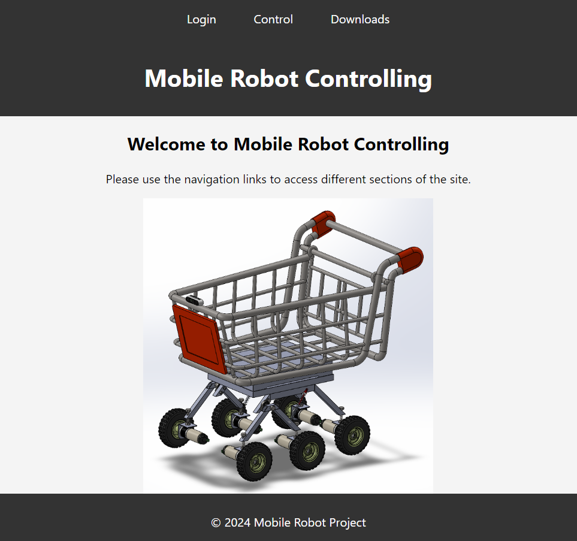 Login Control Downloads
Mobile Robot Controlling
Welcome to Mobile Robot Controlling
Please use the navigation links to access different sections of the site.
© 2024 Mobile Robot Project